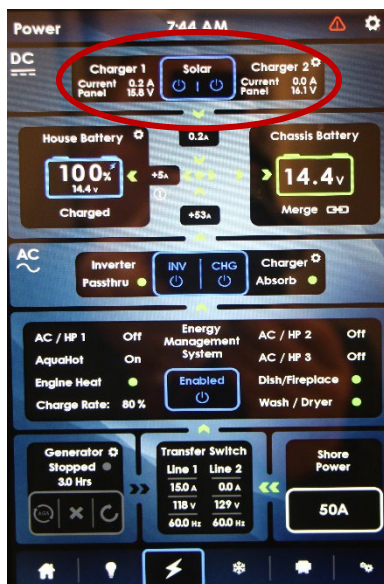 Power 7:44 AM
DC
Charger 1 Solar Charger 2
Current 0.2 A Current 0.0 A
Panel 15.8 V Panel 16.1 V
House Battery 0.2A Chassis Battery
100%
14.4 v
+5A
14.4v
Charged +53A Merge
AC
Inverter INV CHG Charger
Passthru Absorb
AC / HP 1 Off Energy Management System AC / HP 2 Off
AquaHot On AC / HP 3 Off
Engine Heat Enabled Dish/Fireplace
Charge Rate: 80 % Wash / Dryer
Generator Transfer Switch Shore Power
Stopped Line 1 Line 2
3.0 Hrs 15.0 A 0.0 A
118 v 129 v 50A
60.0 Hz 60.0 Hz